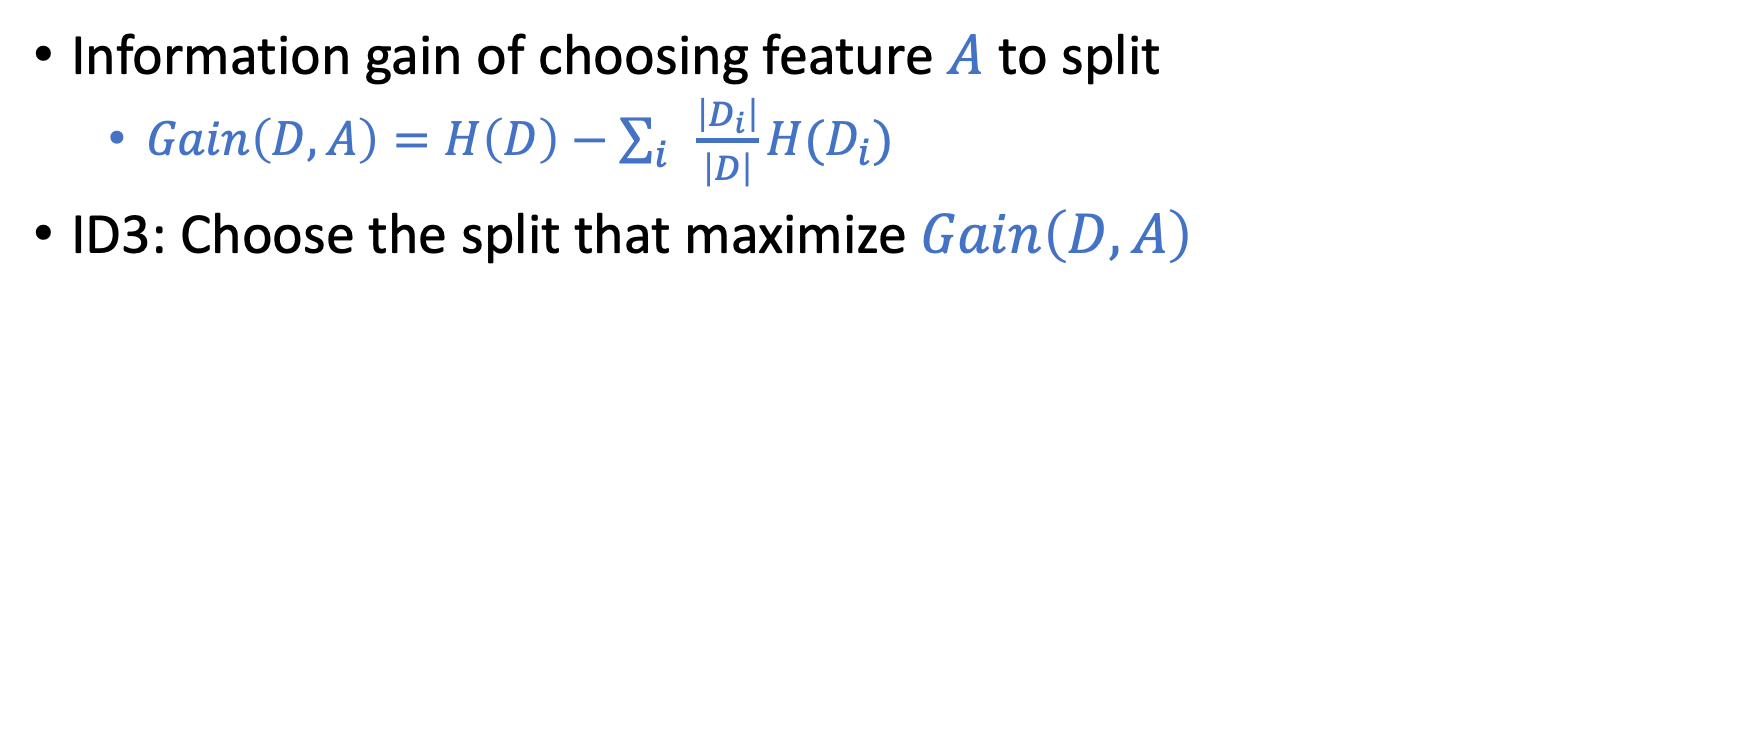 • Information gain of choosing feature A to split
• Gain(D, A) = H(D) − ∑ᵢ |Dᵢ|/|D| H(Dᵢ)
• ID3: Choose the split that maximize Gain(D, A)